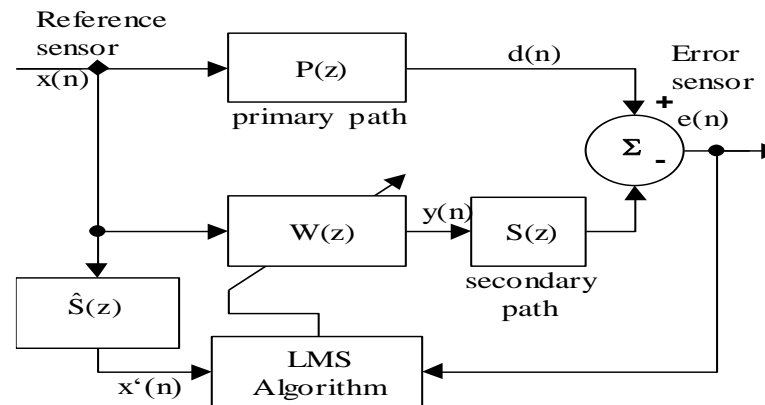 Reference
sensor
x(n)
P(z)
primary path
d(n)
Error
sensor
+
e(n)
Σ
-
W(z)
y(n)
S(z)
secondary
path
Ŝ(z)
x‘(n)
LMS
Algorithm